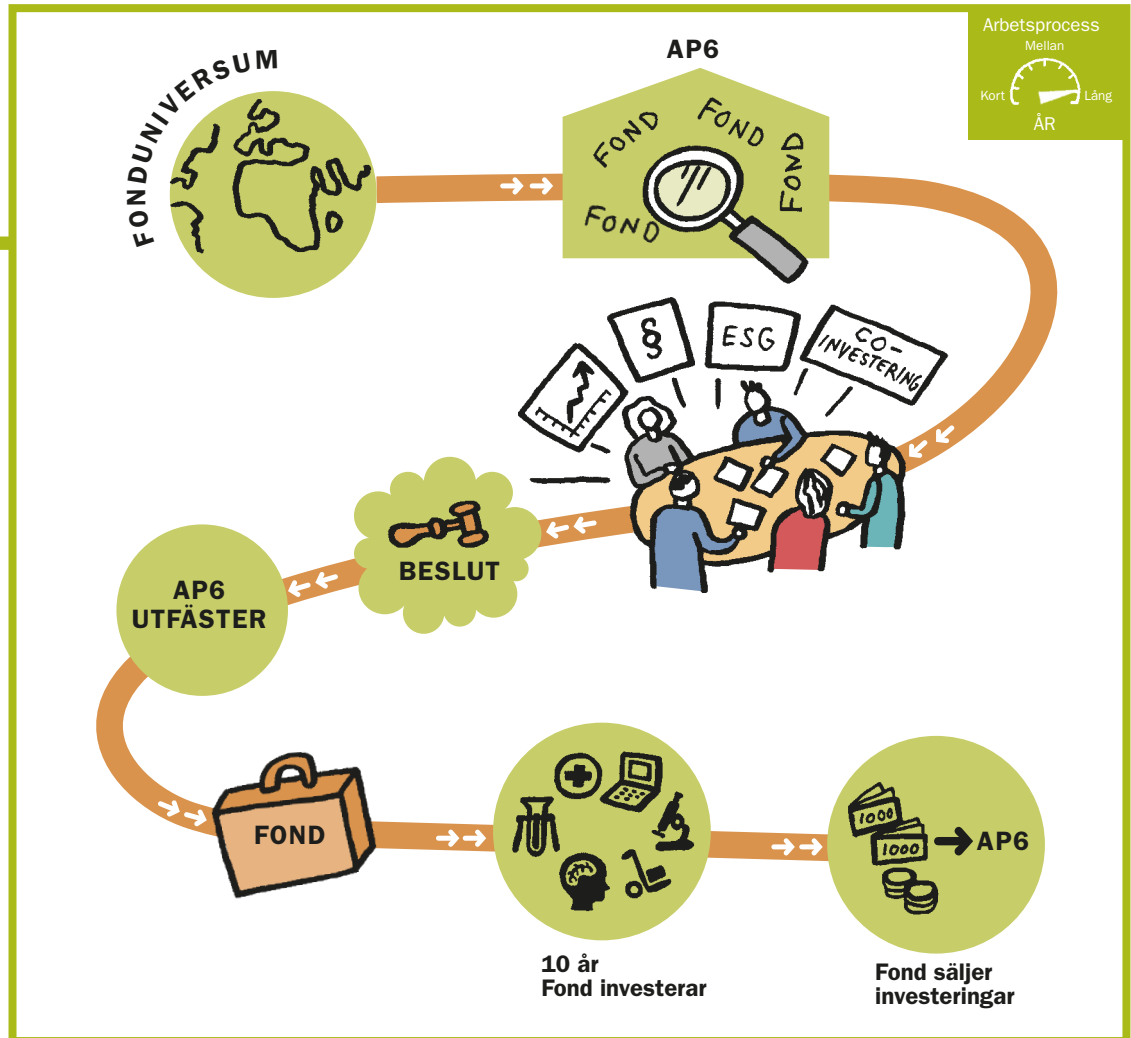 Arbetsprocess
Mellan
Kort
Lång
ÅR
FONDUNIVERSUM
AP6
FOND
FOND
FOND
FOND
§
ESG
CO-
INVESTERING
BESLUT
AP6
UTFÄSTER
FOND
1000
1000
AP6
10 år
Fond investerar
Fond säljer
investeringar